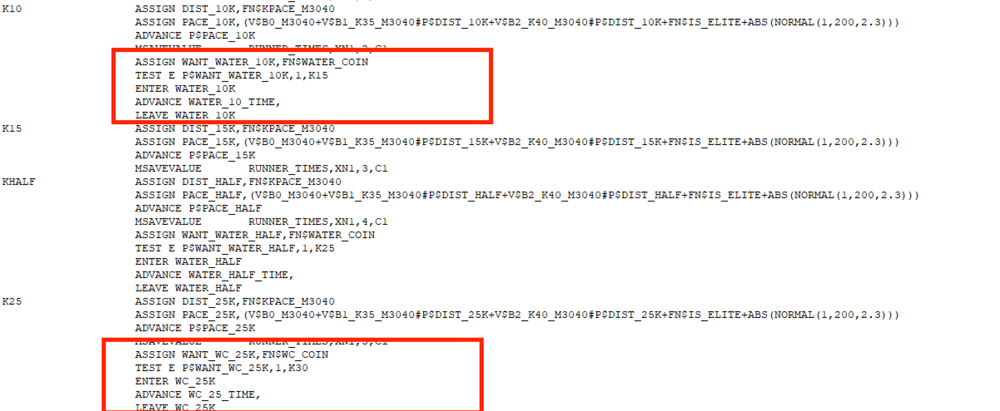 K10 ASSIGN DIST_10K,FN$KPACE_M3040
ASSIGN PACE_10K,(V$B0_M3040+V$B1_K35_M3040#P$DIST_10K+V$B2_K40_M3040#P$DIST_10K+FN$IS_ELITE+ABS(NORMAL(1,200,2.3)))
ADVANCE P$PACE_10K
MSAVEVALUE RUNNER_TIMES,XN1,2,C1
ASSIGN WANT_WATER_10K,FN$WATER_COIN
TEST E P$WANT_WATER_10K,1,K15
ENTER WATER_10K
ADVANCE WATER_10_TIME,
LEAVE WATER_10K
K15 ASSIGN DIST_15K,FN$KPACE_M3040
ASSIGN PACE_15K,(V$B0_M3040+V$B1_K35_M3040#P$DIST_15K+V$B2_K40_M3040#P$DIST_15K+FN$IS_ELITE+ABS(NORMAL(1,200,2.3)))
ADVANCE P$PACE_15K
MSAVEVALUE RUNNER_TIMES,XN1,3,C1
KHALF ASSIGN DIST_HALF,FN$KPACE_M3040
ASSIGN PACE_HALF,(V$B0_M3040+V$B1_K35_M3040#P$DIST_HALF+V$B2_K40_M3040#P$DIST_HALF+FN$IS_ELITE+ABS(NORMAL(1,200,2.3)))
ADVANCE P$PACE_HALF
MSAVEVALUE RUNNER_TIMES,XN1,4,C1
ASSIGN WANT_WATER_HALF,FN$WATER_COIN
TEST E P$WANT_WATER_HALF,1,K25
ENTER WATER_HALF
ADVANCE WATER_HALF_TIME,
LEAVE WATER_HALF
K25 ASSIGN DIST_25K,FN$KPACE_M3040
ASSIGN PACE_25K,(V$B0_M3040+V$B1_K35_M3040#P$DIST_25K+V$B2_K40_M3040#P$DIST_25K+FN$IS_ELITE+ABS(NORMAL(1,200,2.3)))
ADVANCE P$PACE_25K
MSAVEVALUE RUNNER_TIMES,XN1,5,C1
ASSIGN WANT_WC_25K,FN$WC_COIN
TEST E P$WANT_WC_25K,1,K30
ENTER WC_25K
ADVANCE WC_25_TIME,
LEAVE WC_25K